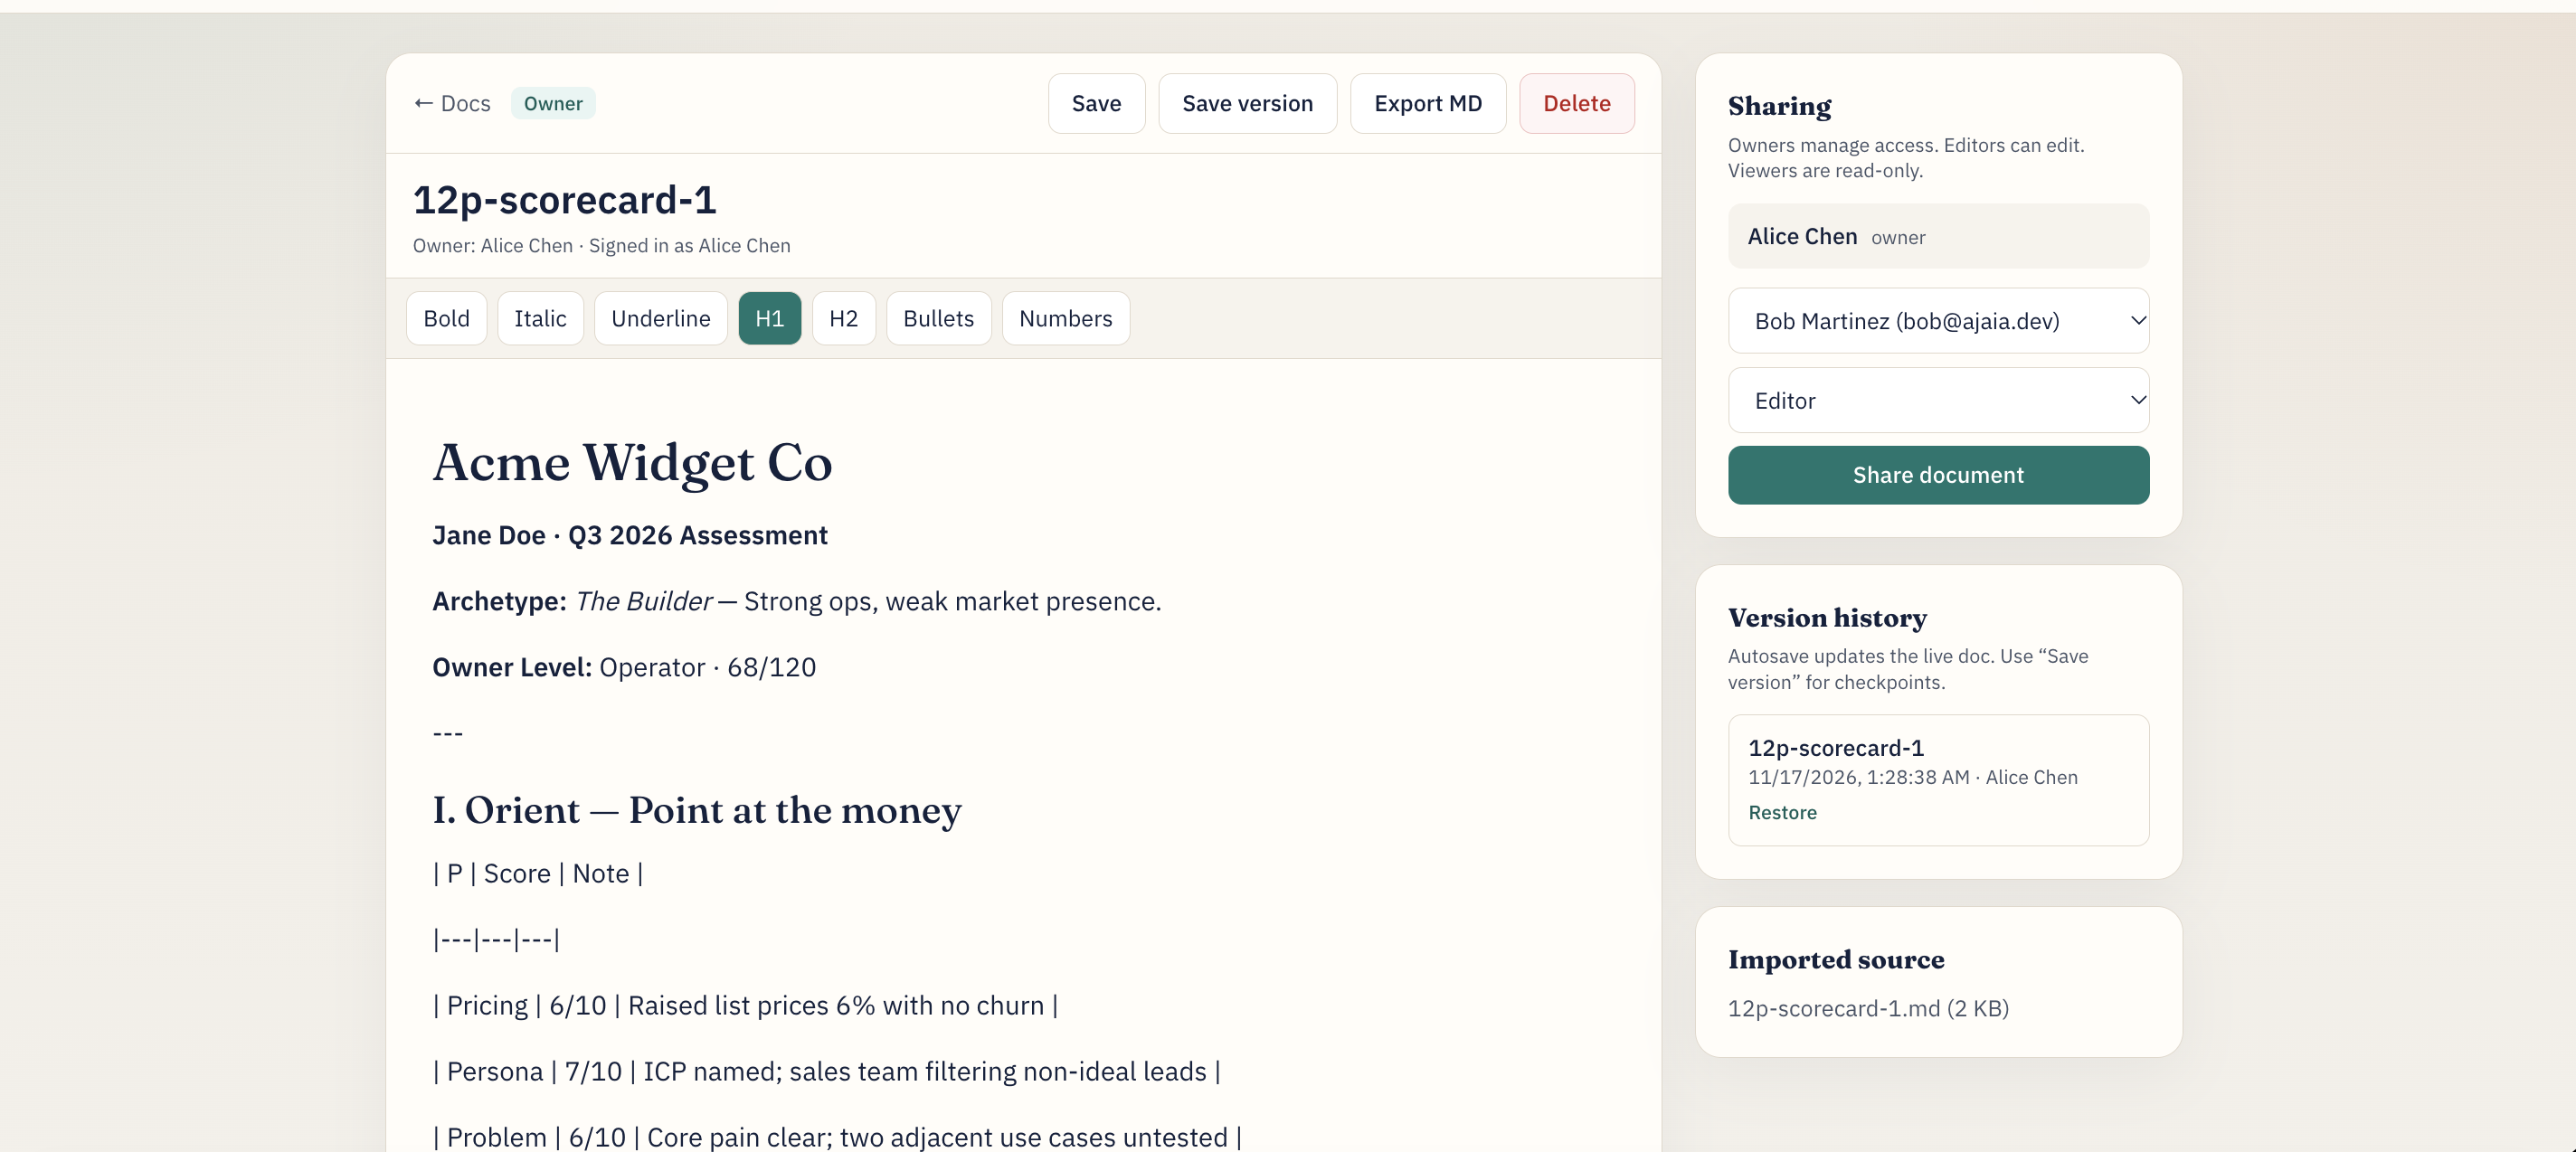 ← Docs
Owner
Save
Save version
Export MD
Delete
12p-scorecard-1
Owner: Alice Chen · Signed in as Alice Chen
Bold
Italic
Underline
H1
H2
Bullets
Numbers
Acme Widget Co
Jane Doe · Q3 2026 Assessment
Archetype: The Builder — Strong ops, weak market presence.
Owner Level: Operator · 68/120
---
I. Orient — Point at the money
| P | Score | Note |
|---|---|---|
| Pricing | 6/10 | Raised list prices 6% with no churn |
| Persona | 7/10 | ICP named; sales team filtering non-ideal leads |
| Problem | 6/10 | Core pain clear; two adjacent use cases untested |
Sharing
Owners manage access. Editors can edit.
Viewers are read-only.
Alice Chen owner
Bob Martinez (bob@ajaia.dev)
Editor
Share document
Version history
Autosave updates the live doc. Use “Save
version” for checkpoints.
12p-scorecard-1
11/17/2026, 1:28:38 AM · Alice Chen
Restore
Imported source
12p-scorecard-1.md (2 KB)